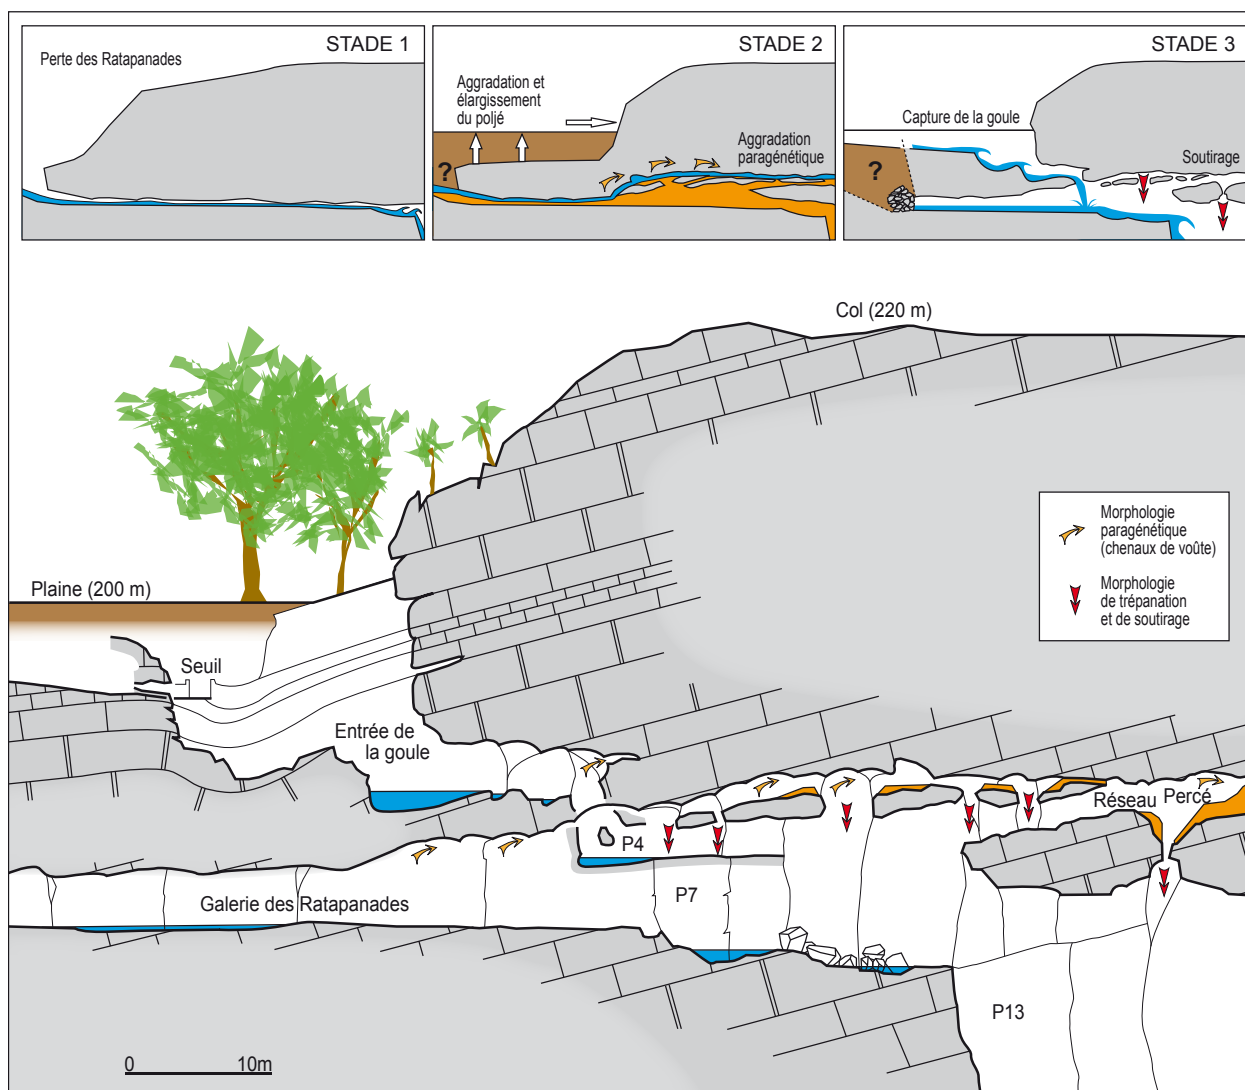 STADE 1
Perte des Ratapanades
STADE 2
Aggradation et
élargissement
du poljé
Aggradation
paragénétique
?
STADE 3
Capture de la goule
Soutirage
?
Col (220 m)
Morphologie
paragénétique
(chenaux de voûte)
Morphologie
de trépanation
et de soutirage
Plaine (200 m)
Seuil
Entrée de
la goule
Réseau Percé
P4
P7
Galerie des Ratapanades
P13
0 10m